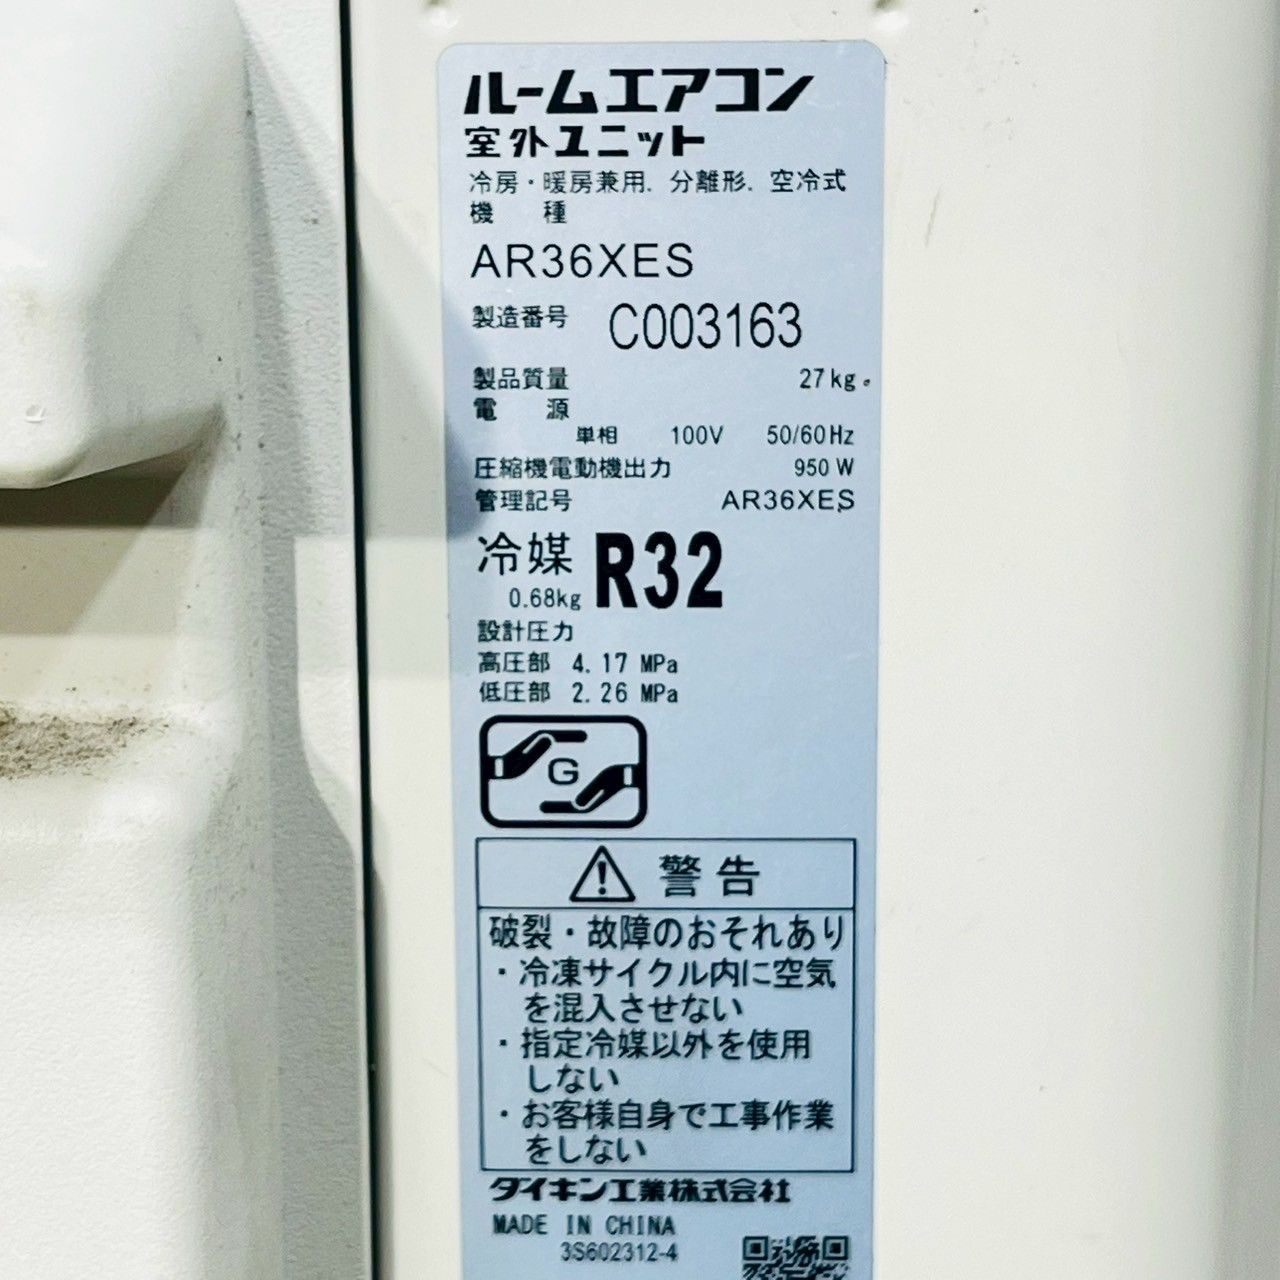 ルームエアコン
室外ユニット
冷房・暖房兼用. 分離形. 空冷式
機 種
AR36XES
製造番号 C003163
製品質量 27kg。
電 源
単相 100V 50/60Hz
圧縮機電動機出力 950W
管理記号 AR36XES
冷媒 R32
0.68kg
設計圧力
高圧部 4.17 MPa
低圧部 2.26 MPa
G
警告
破裂・故障のおそれあり
・冷凍サイクル内に空気
を混入させない
・指定冷媒以外を使用
しない
・お客様自身で工事作業
をしない
ダイキン工業株式会社
MADE IN CHINA
3S602312-4